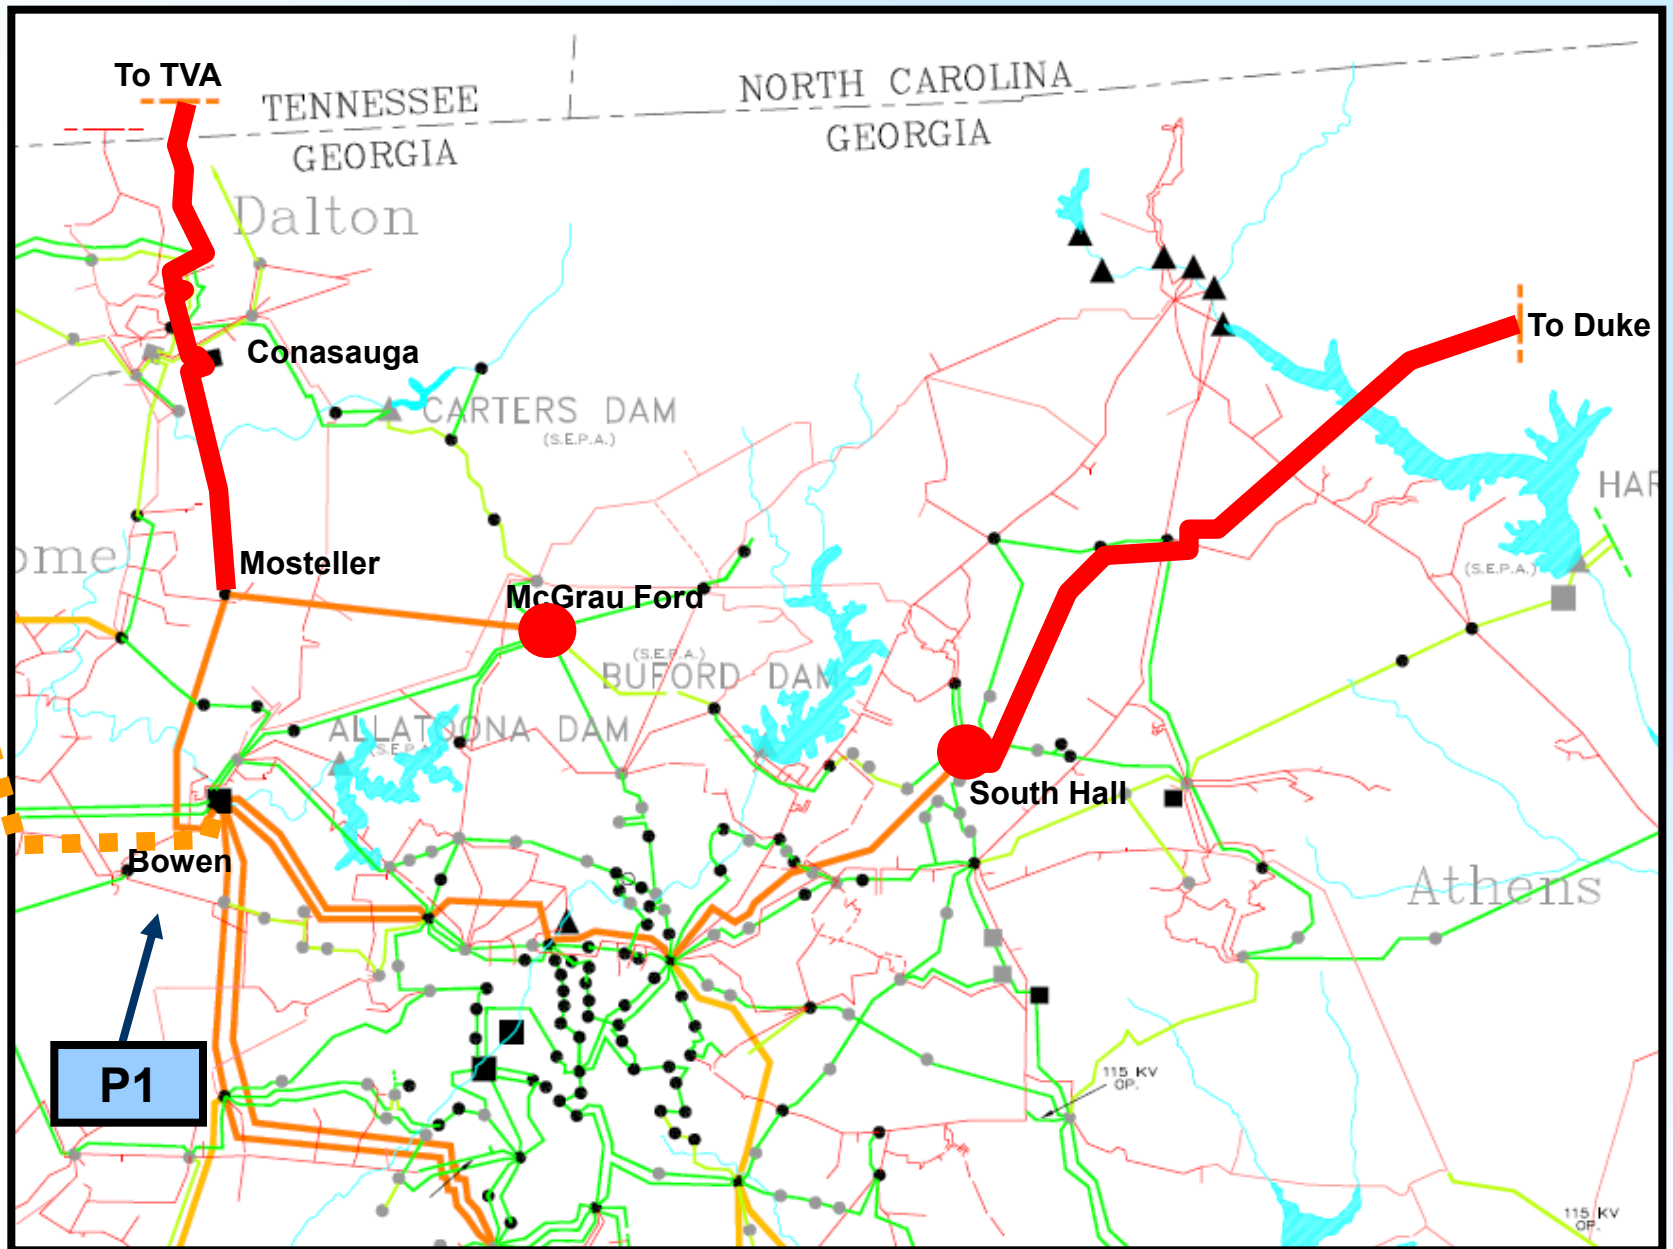 To TVA
TENNESSEE
NORTH CAROLINA
GEORGIA
GEORGIA
Dalton
To Duke
Conasauga
CARTERS DAM
(S.E.P.A.)
HAR
ome
Mosteller
(S.E.P.A.)
McGrau Ford
(S.E.P.A.)
BUFORD DAM
ALLATOONA DAM
(S.E.P.
South Hall
Bowen
Athens
P1
115 KV
OP.
115 KV
OP.